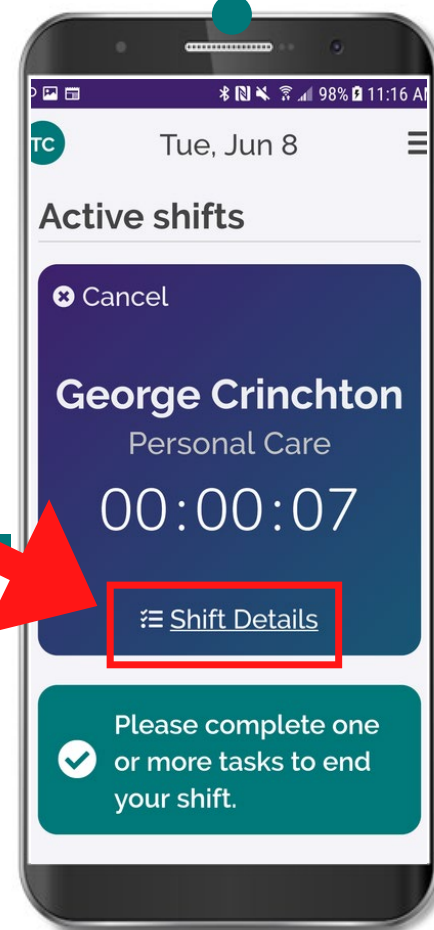 98% 11:16 AM
TC
Tue, Jun 8
Active shifts
Cancel
George Crinchton
Personal Care
00:00:07
Shift Details
Please complete one
or more tasks to end
your shift.